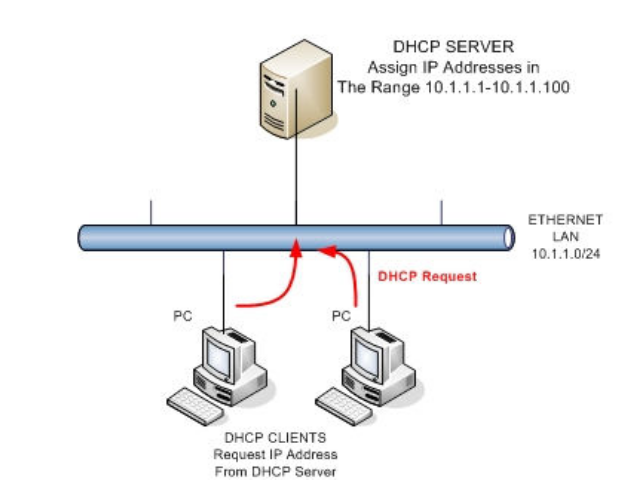 DHCP SERVER
Assign IP Addresses in
The Range 10.1.1.1-10.1.1.100
ETHERNET
LAN
10.1.1.0/24
DHCP Request
PC
PC
DHCP CLIENTS
Request IP Address
From DHCP Server